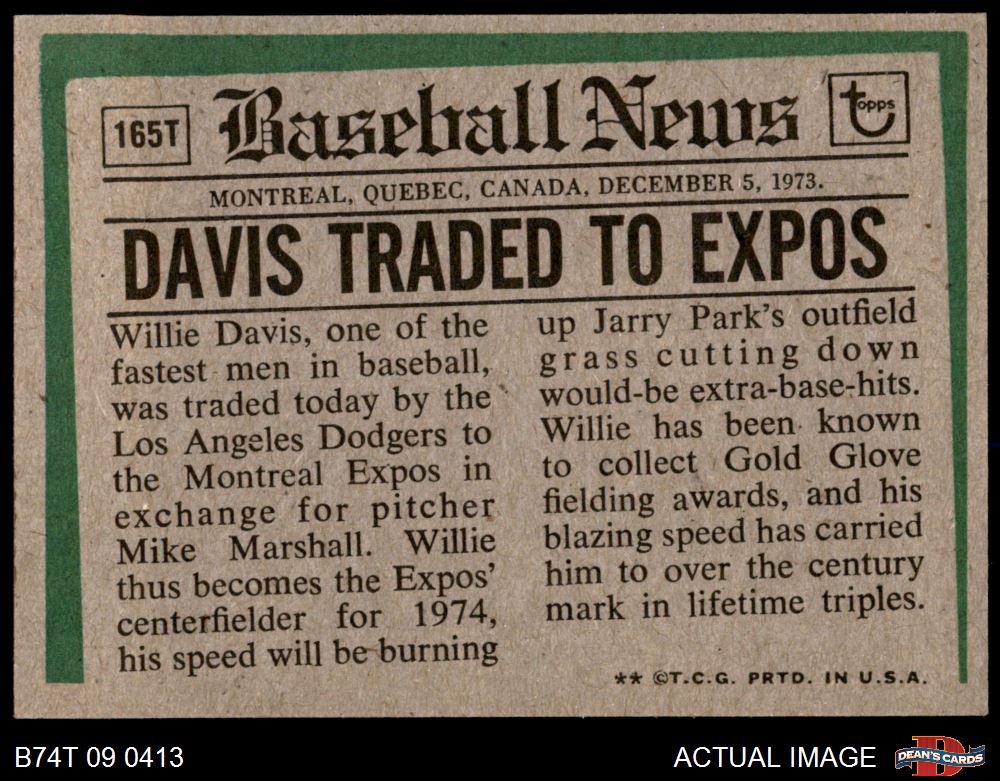 165T
Baseball News
topps
MONTREAL, QUEBEC, CANADA, DECEMBER 5, 1973.
DAVIS TRADED TO EXPOS
Willie Davis, one of the
fastest men in baseball,
was traded today by the
Los Angeles Dodgers to
the Montreal Expos in
exchange for pitcher
Mike Marshall. Willie
thus becomes the Expos'
centerfielder for 1974,
his speed will be burning
up Jarry Park's outfield
grass cutting down
would-be extra-base-hits.
Willie has been known
to collect Gold Glove
fielding awards, and his
blazing speed has carried
him to over the century
mark in lifetime triples.
** ©T.C.G. PRTD. IN U.S.A.
B74T 09 0413
ACTUAL IMAGE
D
DEAN'S CARDS